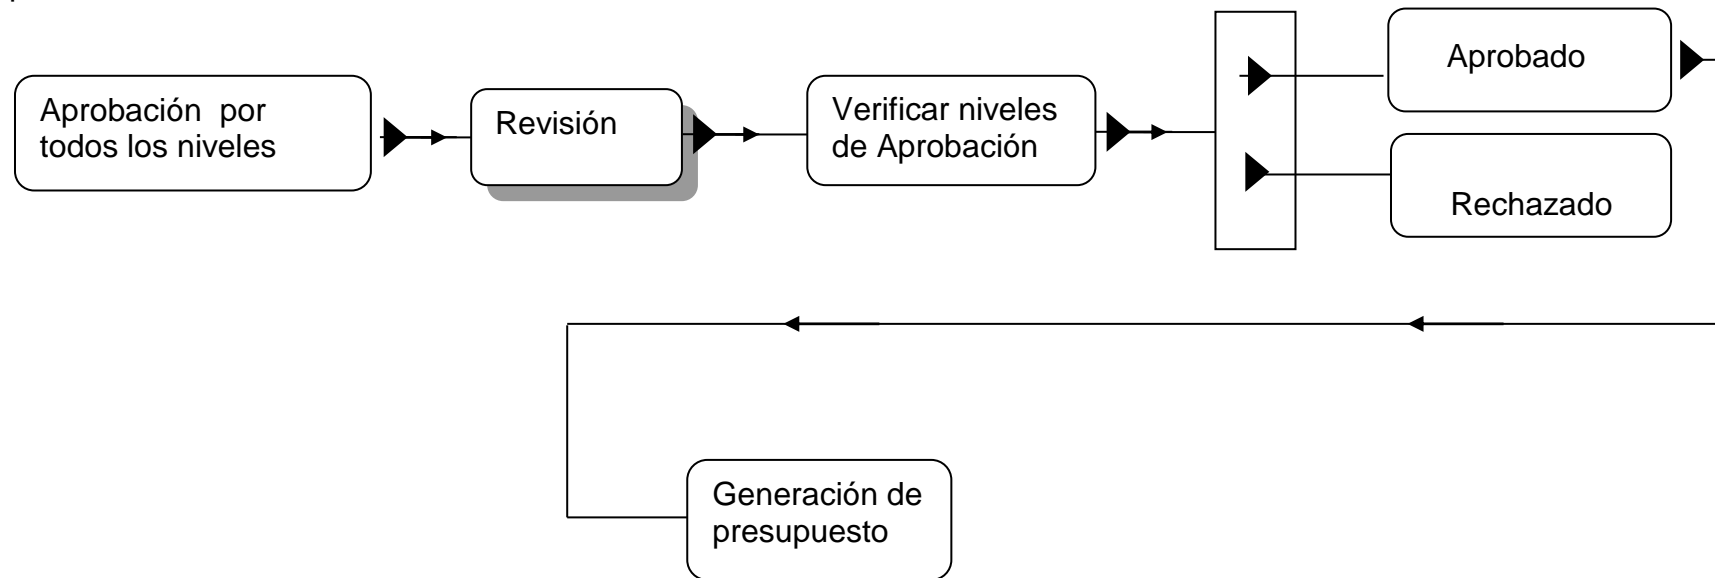 Aprobación  por
todos los niveles
Revisión
Verificar niveles
de Aprobación
Aprobado
Rechazado
Generación de
presupuesto